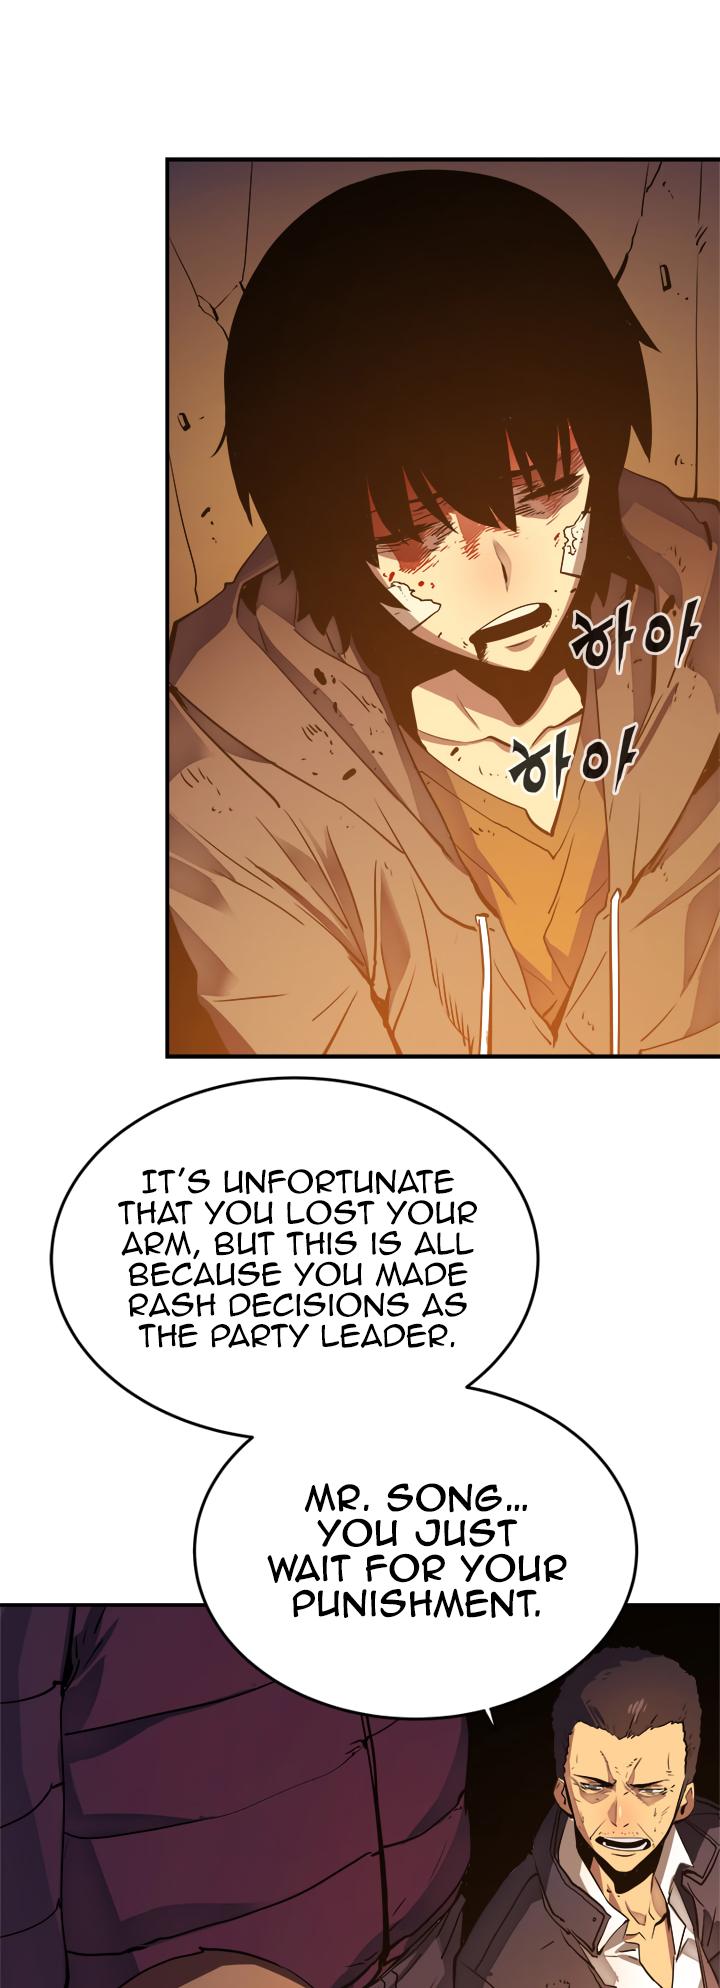 하아
하아
IT'S UNFORTUNATE
THAT YOU LOST YOUR
ARM, BUT THIS IS ALL
BECAUSE YOU MADE
RASH DECISIONS AS
THE PARTY LEADER.
MR. SONG...
YOU JUST
WAIT FOR YOUR
PUNISHMENT.